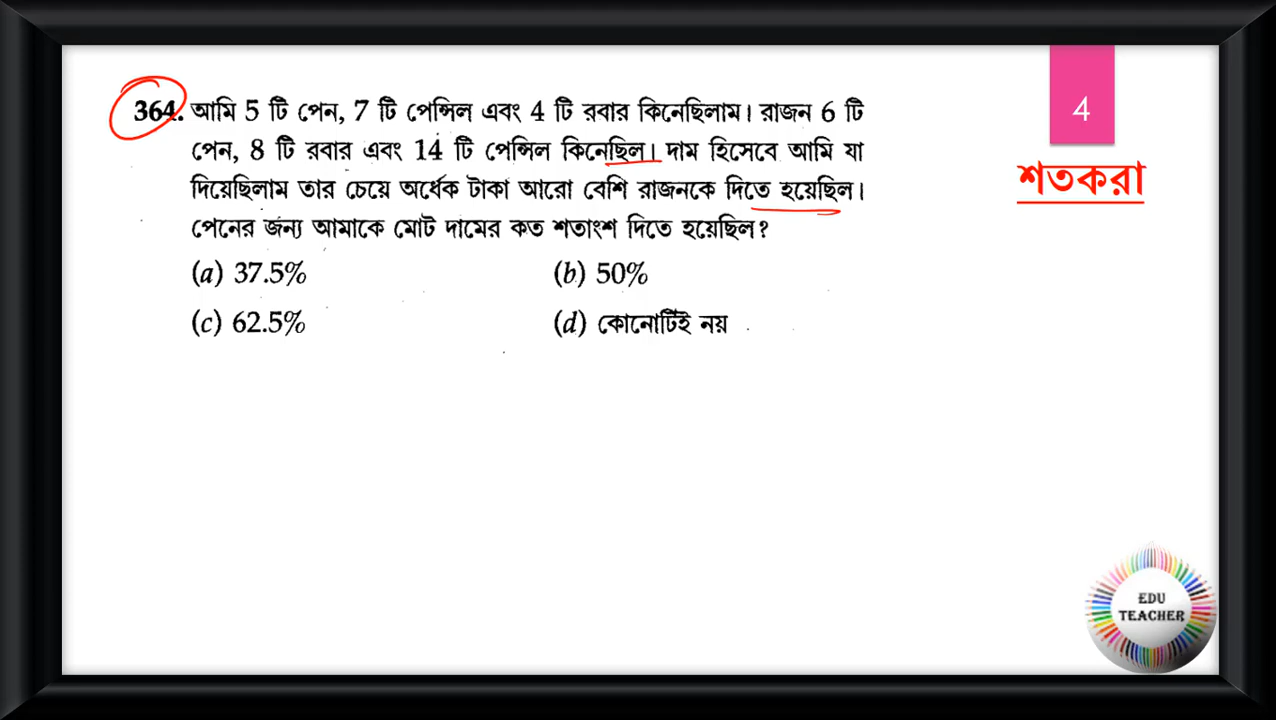 364. আমি 5 টি পেন, 7 টি পেন্সিল এবং 4 টি রবার কিনেছিলাম। রাজন 6 টি
পেন, 8 টি রবার এবং 14 টি পেন্সিল কিনেছিল। দাম হিসেবে আমি যা
দিয়েছিলাম তার চেয়ে অর্ধেক টাকা আরো বেশি রাজনকে দিতে হয়েছিল।
পেনের জন্য আমাকে মোট দামের কত শতাংশ দিতে হয়েছিল?
(a) 37.5% (b) 50%
(c) 62.5% (d) কোনোটিই নয়
4
শতকরা
EDU
TEACHER